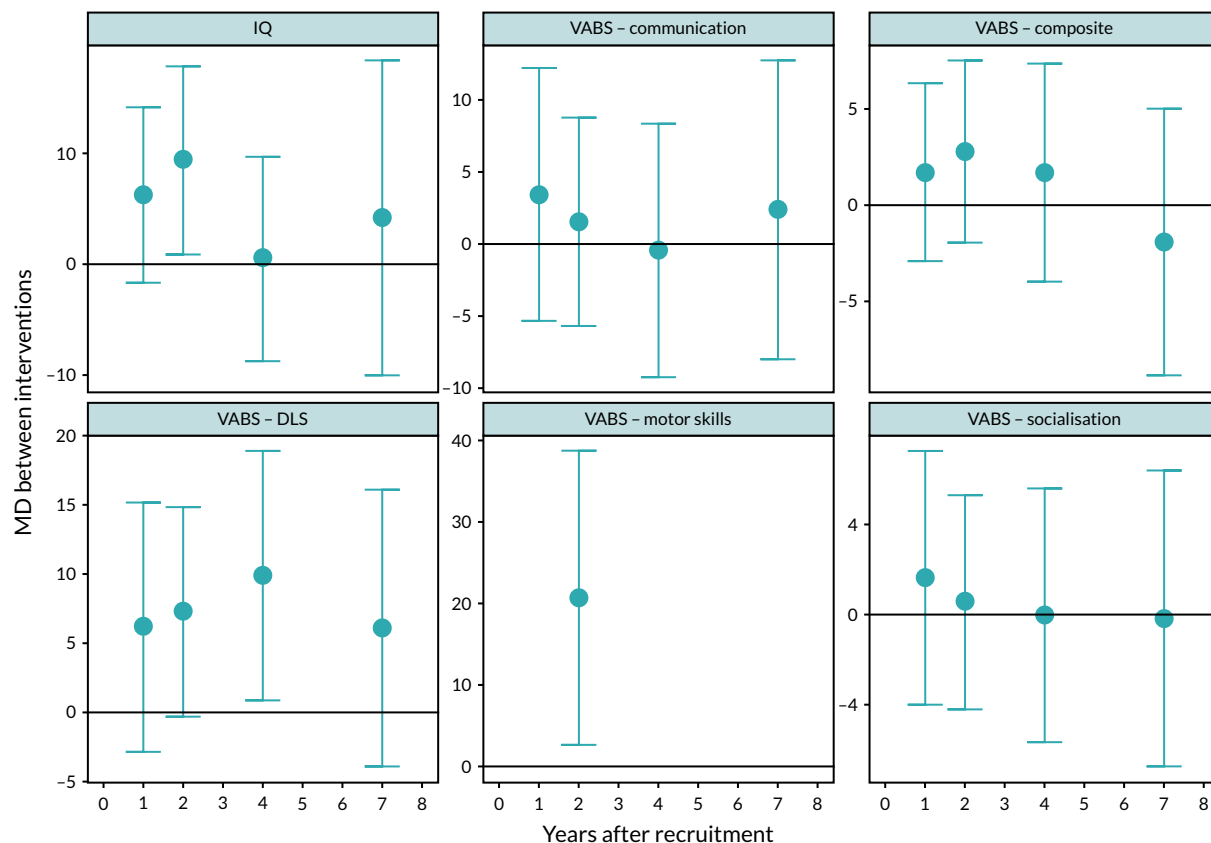 IQ
VABS – communication
VABS – composite
10
0
–10
10
5
0
–5
–10
5
0
–5
MD between interventions
VABS – DLS
VABS – motor skills
VABS – socialisation
20
15
10
5
0
–5
40
30
20
10
0
4
0
–4
0 1 2 3 4 5 6 7 8
0 1 2 3 4 5 6 7 8
0 1 2 3 4 5 6 7 8
Years after recruitment